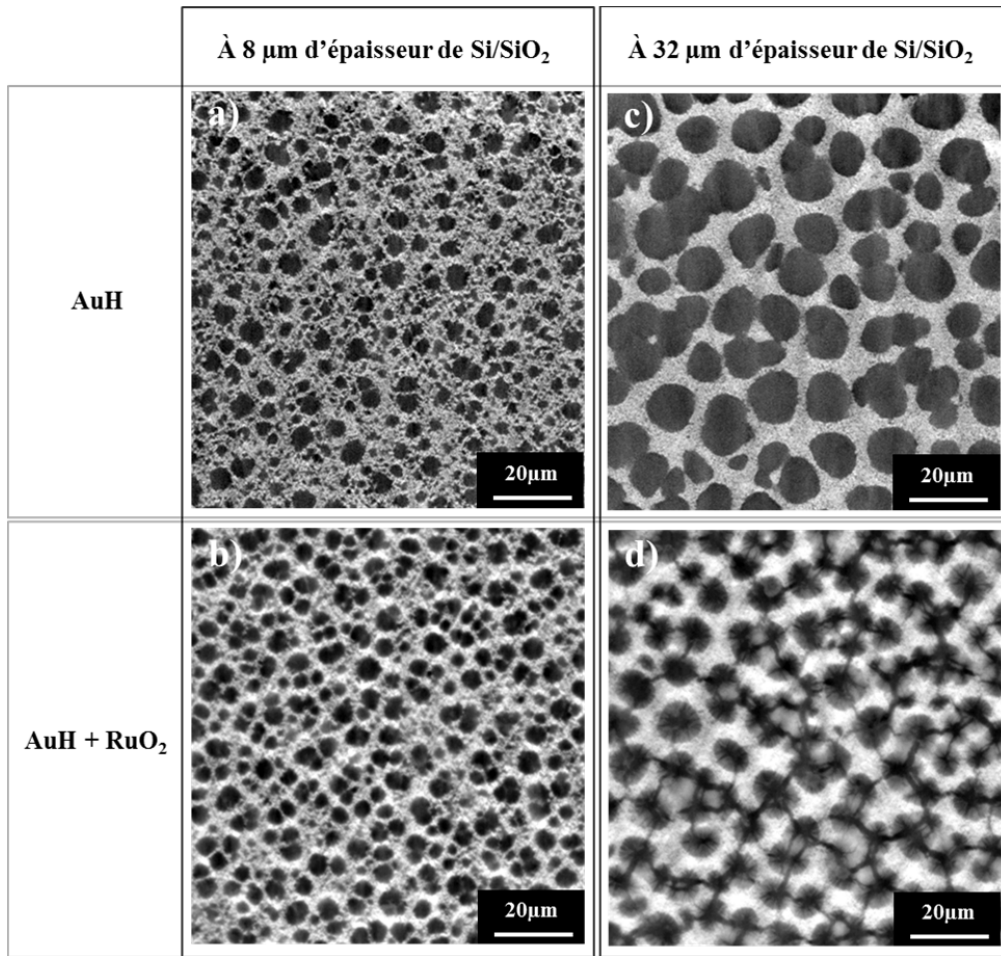 À 8 µm d’épaisseur de Si/SiO₂
À 32 µm d’épaisseur de Si/SiO₂
AuH
a)
20µm
c)
20µm
AuH + RuO₂
b)
20µm
d)
20µm